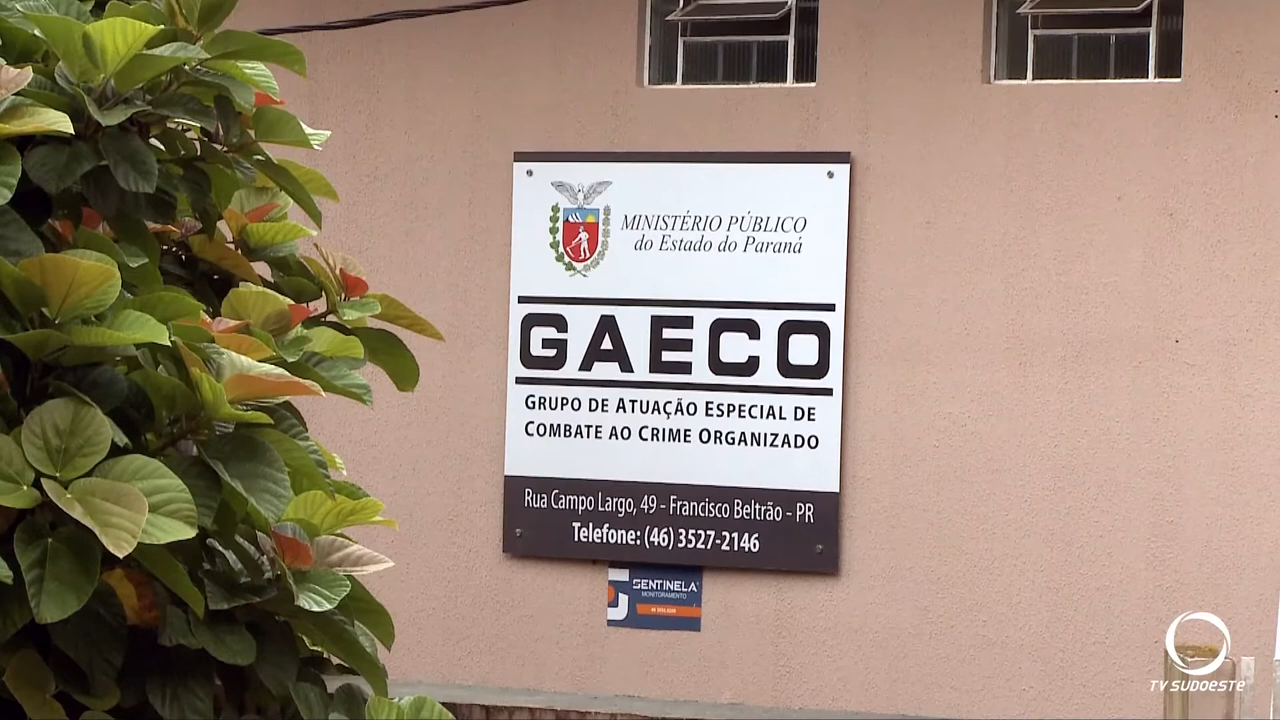 MINISTÉRIO PÚBLICO
do Estado do Paraná
GAECO
GRUPO DE ATUAÇÃO ESPECIAL DE
COMBATE AO CRIME ORGANIZADO
Rua Campo Largo, 49 - Francisco Beltrão - PR
Telefone: (46) 3527-2146
SENTINELA
MONITORAMENTO
TV SUDOESTE